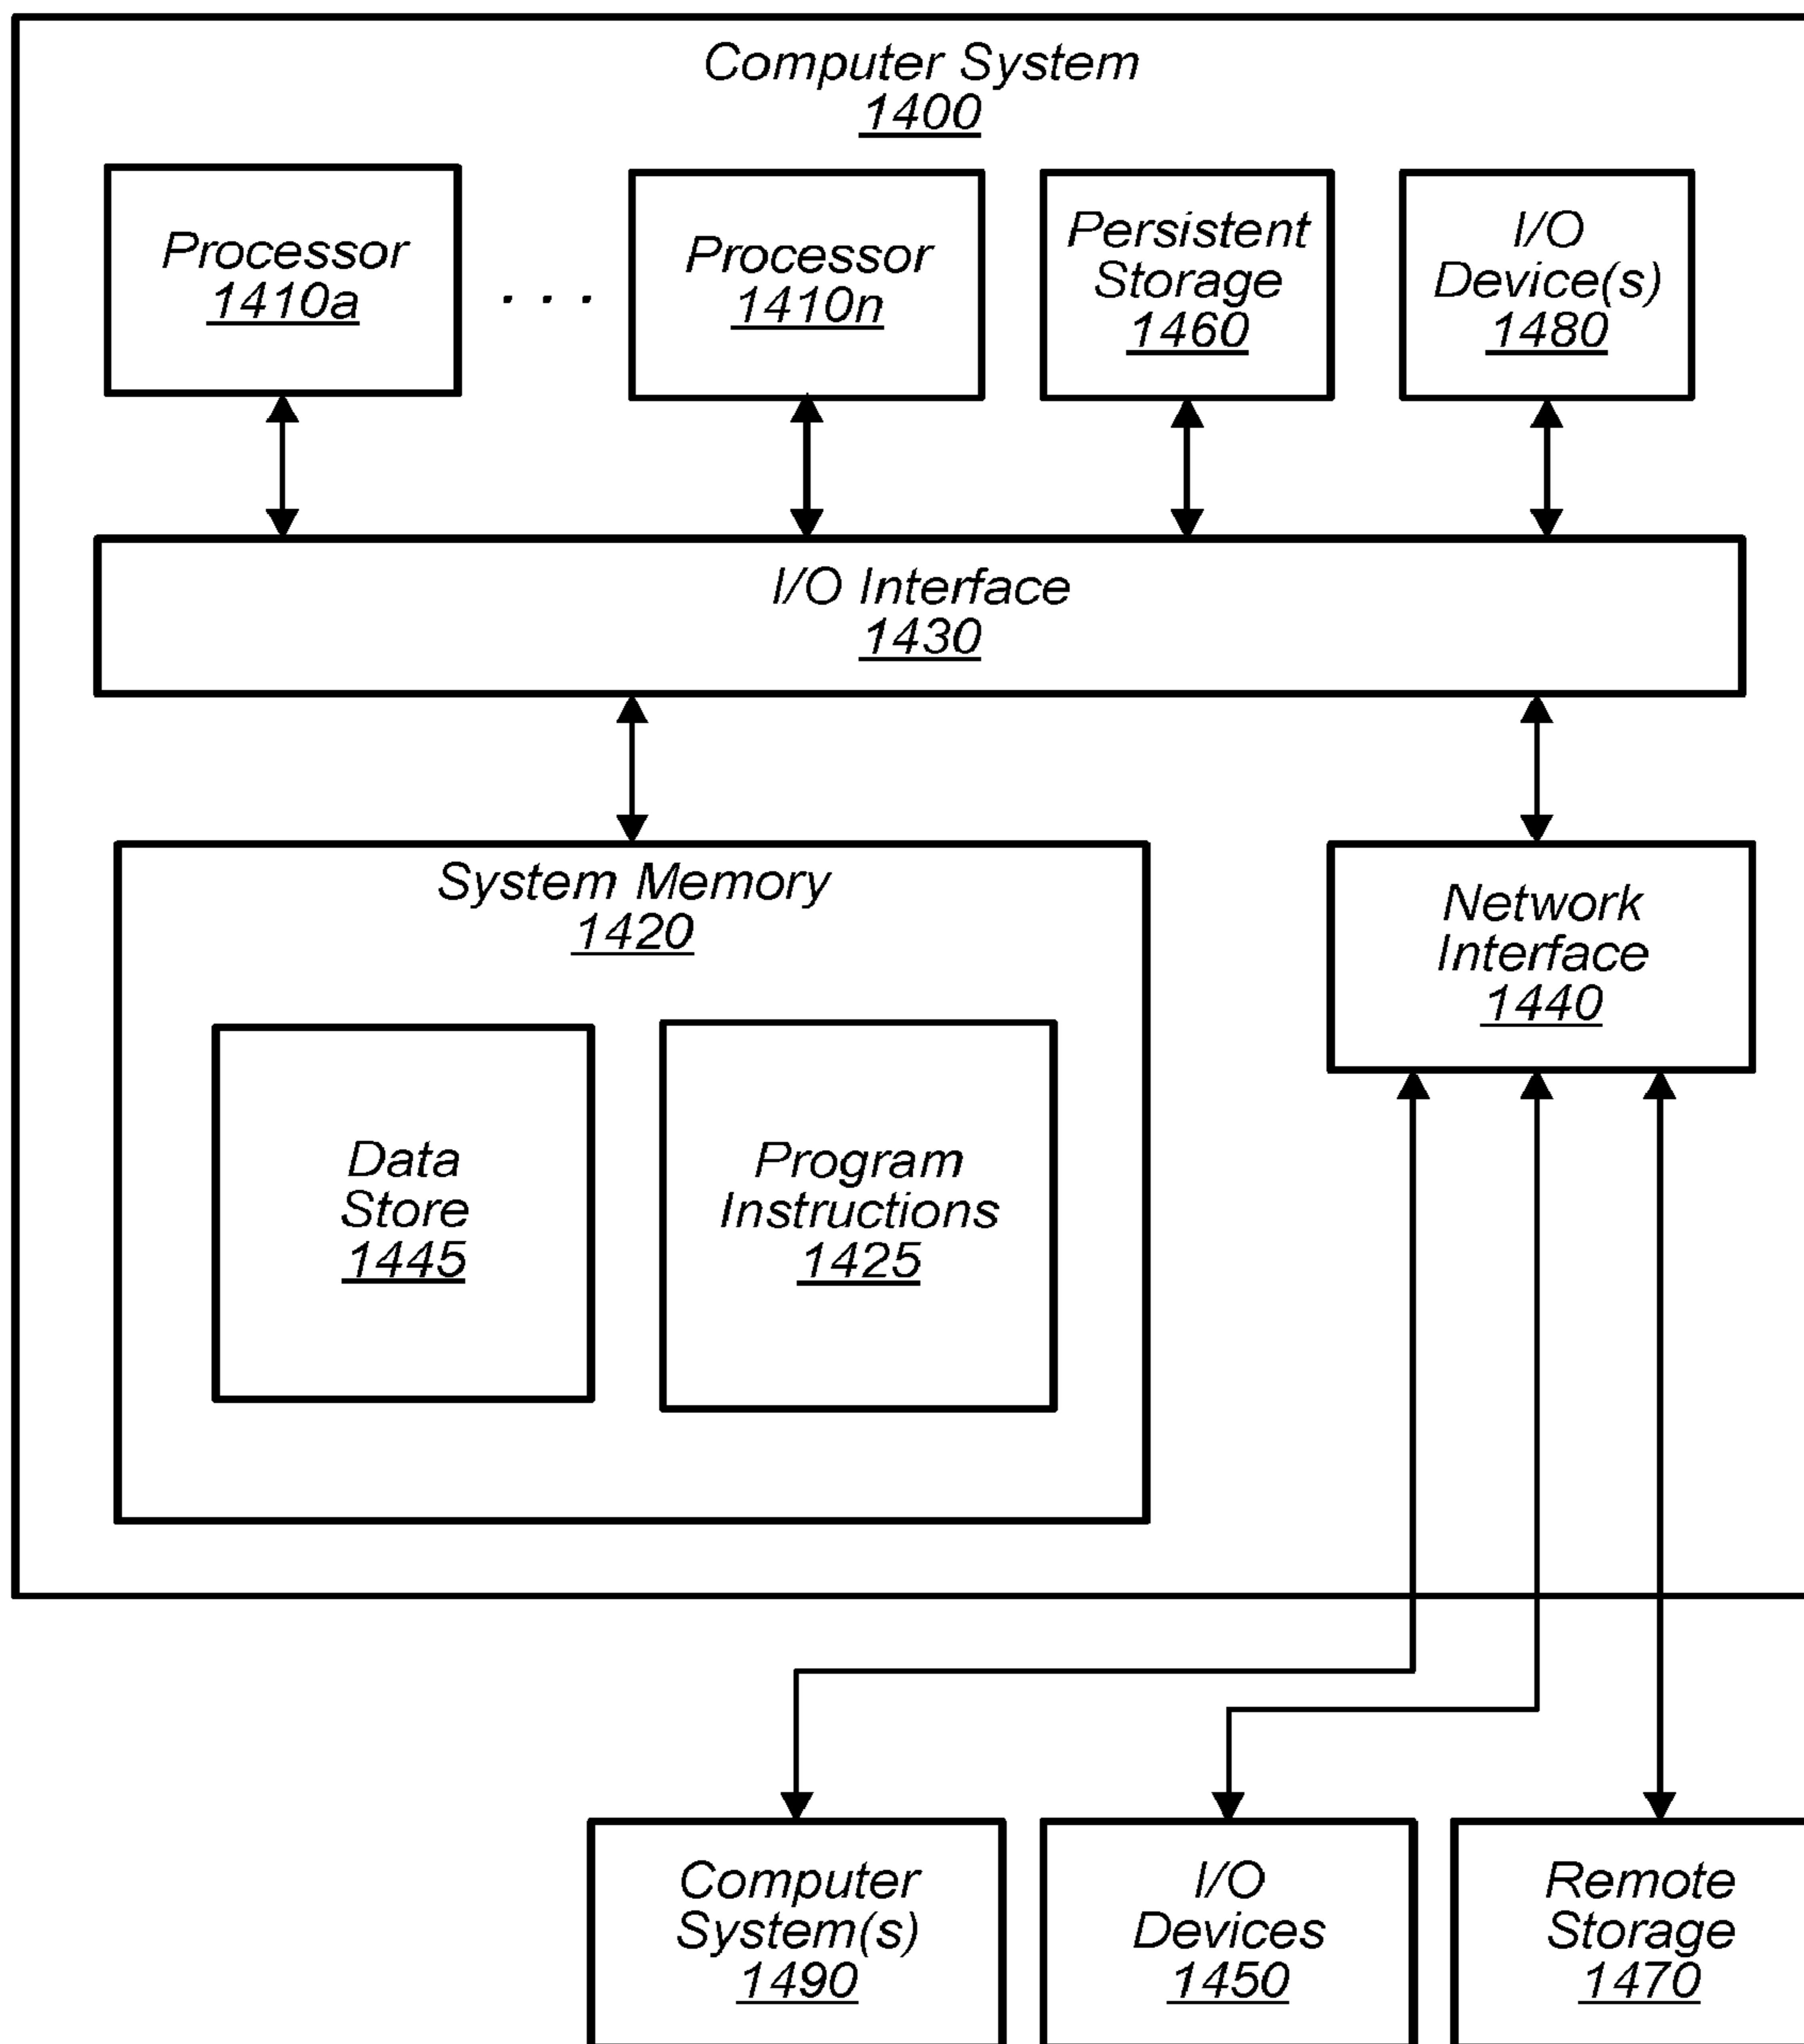 Computer System
1400
Processor
1410a
. . .
Processor
1410n
Persistent
Storage
1460
I/O
Device(s)
1480
I/O Interface
1430
System Memory
1420
Network
Interface
1440
Data
Store
1445
Program
Instructions
1425
Computer
System(s)
1490
I/O
Devices
1450
Remote
Storage
1470